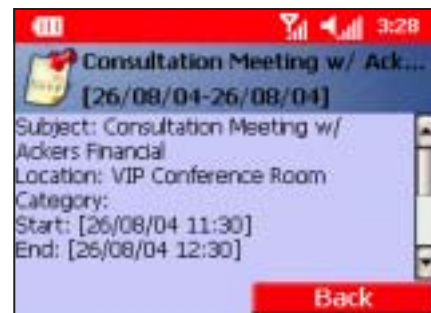 3:28
Consultation Meeting w/ Ack...
[26/08/04-26/08/04]
Subject: Consultation Meeting w/
Ackers Financial
Location: VIP Conference Room
Category:
Start: [26/08/04 11:30]
End: [26/08/04 12:30]
Back